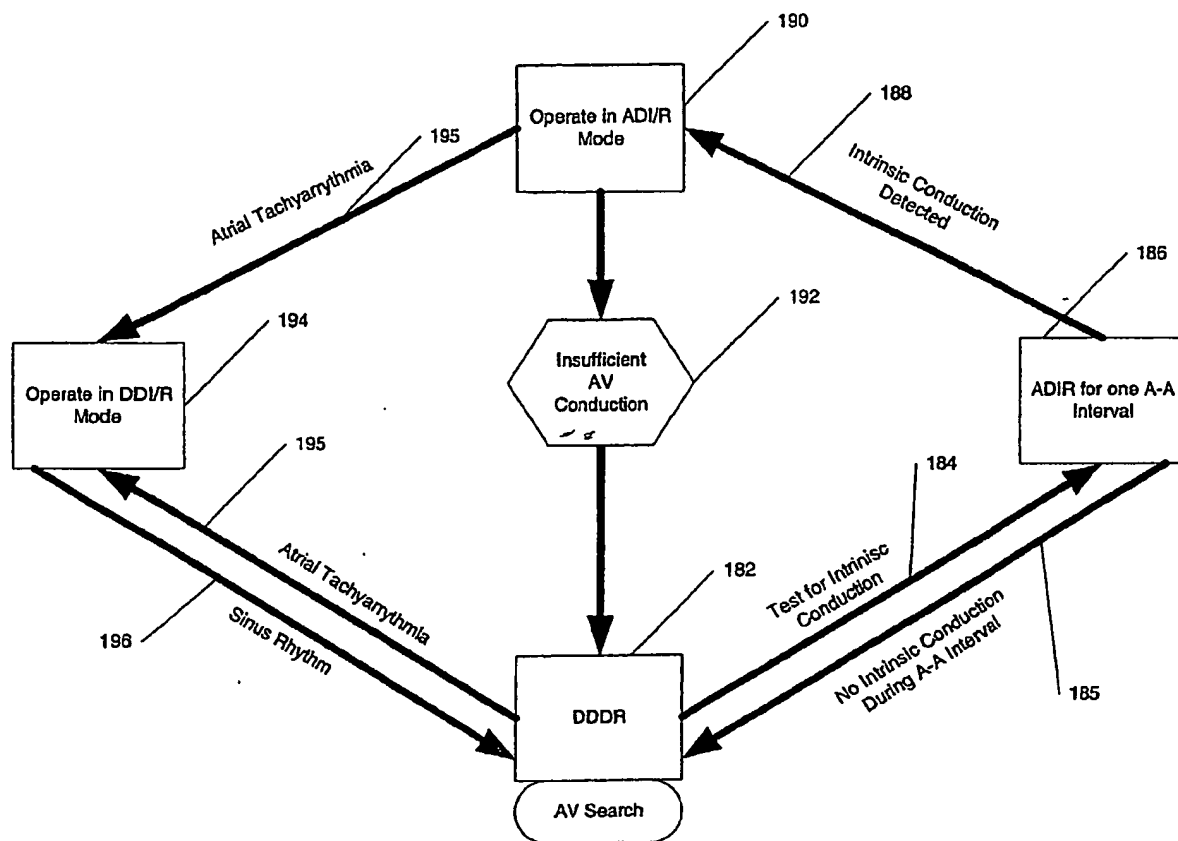 190
Operate in ADI/R
Mode
188
195
Intrinsic Conduction
Detected
Atrial Tachyarrythmia
186
194
192
Insufficient
AV
Conduction
Operate in DDI/R
Mode
ADIR for one A-A
Interval
195
184
Atrial Tachyarrythmia
182
Test for Intrinisc
Conduction
196
Sinus Rhythm
No Intrinsic Conduction
During A-A Interval
185
DDDR
AV Search